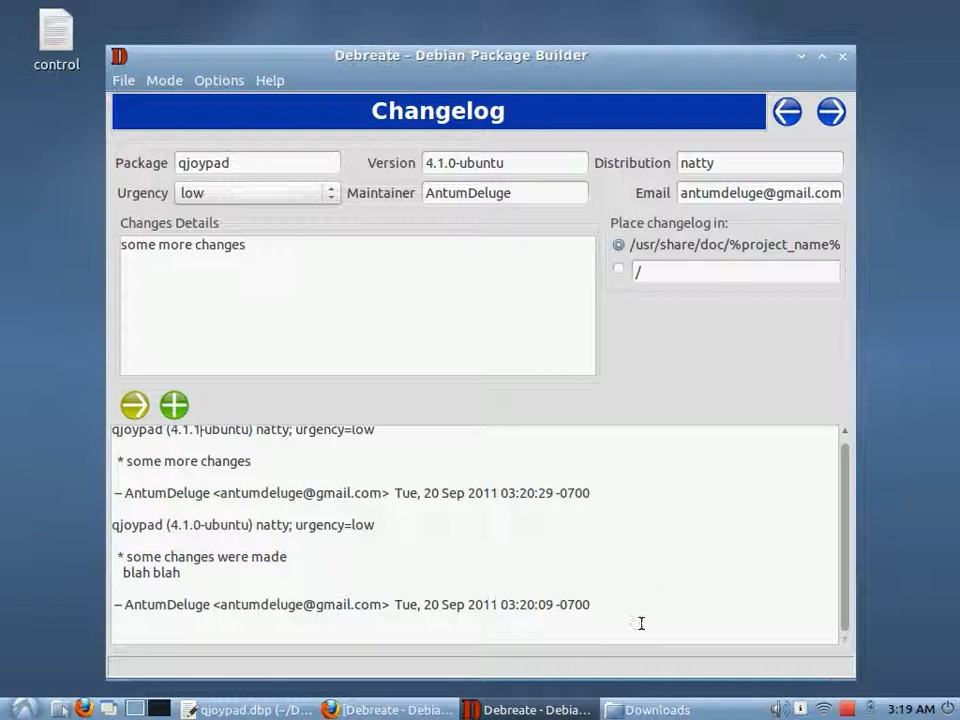 control
Debreate - Debian Package Builder
File Mode Options Help
Changelog
Package qjoypad Version 4.1.0-ubuntu Distribution natty
Urgency low Maintainer AntumDeluge Email antumdeluge@gmail.com
Changes Details
Place changelog in:
some more changes
/usr/share/doc/%project_name%
/
qjoypad (4.1.1-ubuntu) natty; urgency=low
* some more changes
-- AntumDeluge <antumdeluge@gmail.com> Tue, 20 Sep 2011 03:20:29 -0700
qjoypad (4.1.0-ubuntu) natty; urgency=low
* some changes were made
blah blah
-- AntumDeluge <antumdeluge@gmail.com> Tue, 20 Sep 2011 03:20:09 -0700
qjoypad.dbp (~/D... [Debreate - Debia... Debreate - Debia... Downloads 3:19 AM